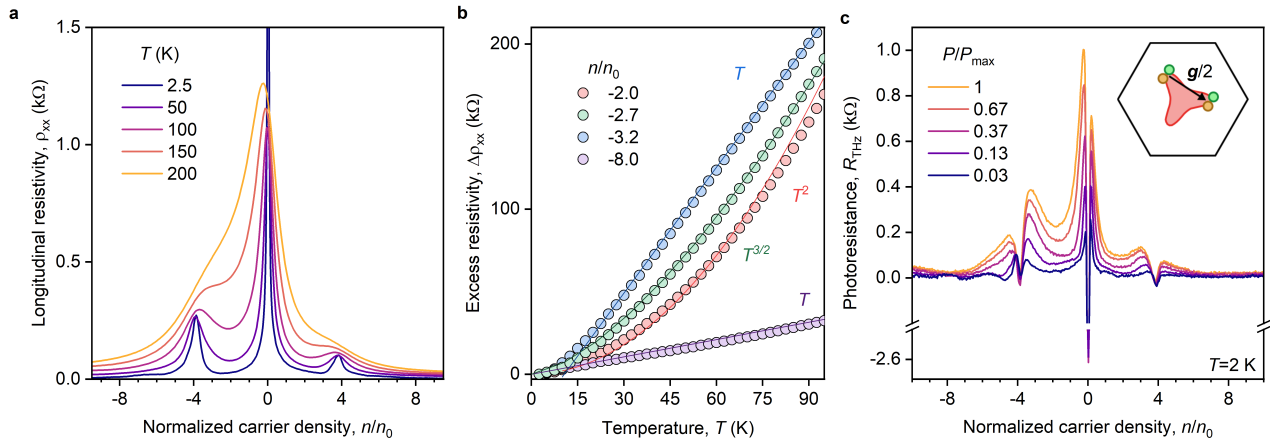 a
1.5
1.0
0.5
0.0
Longitudinal resistivity, ρxx (kΩ)
T (K)
2.5
50
100
150
200
-8
-4
0
4
8
Normalized carrier density, n/n0
b
200
100
0
Excess resistivity, Δρxx (kΩ)
n/n0
-2.0
-2.7
-3.2
-8.0
T
T2
T3/2
T
0
15
30
45
60
75
90
Temperature, T (K)
c
1.0
0.8
0.6
0.4
0.2
0.0
-2.6
Photoresistance, RTHz (kΩ)
P/Pmax
1
0.67
0.37
0.13
0.03
g/2
T=2 K
-8
-4
0
4
8
Normalized carrier density, n/n0